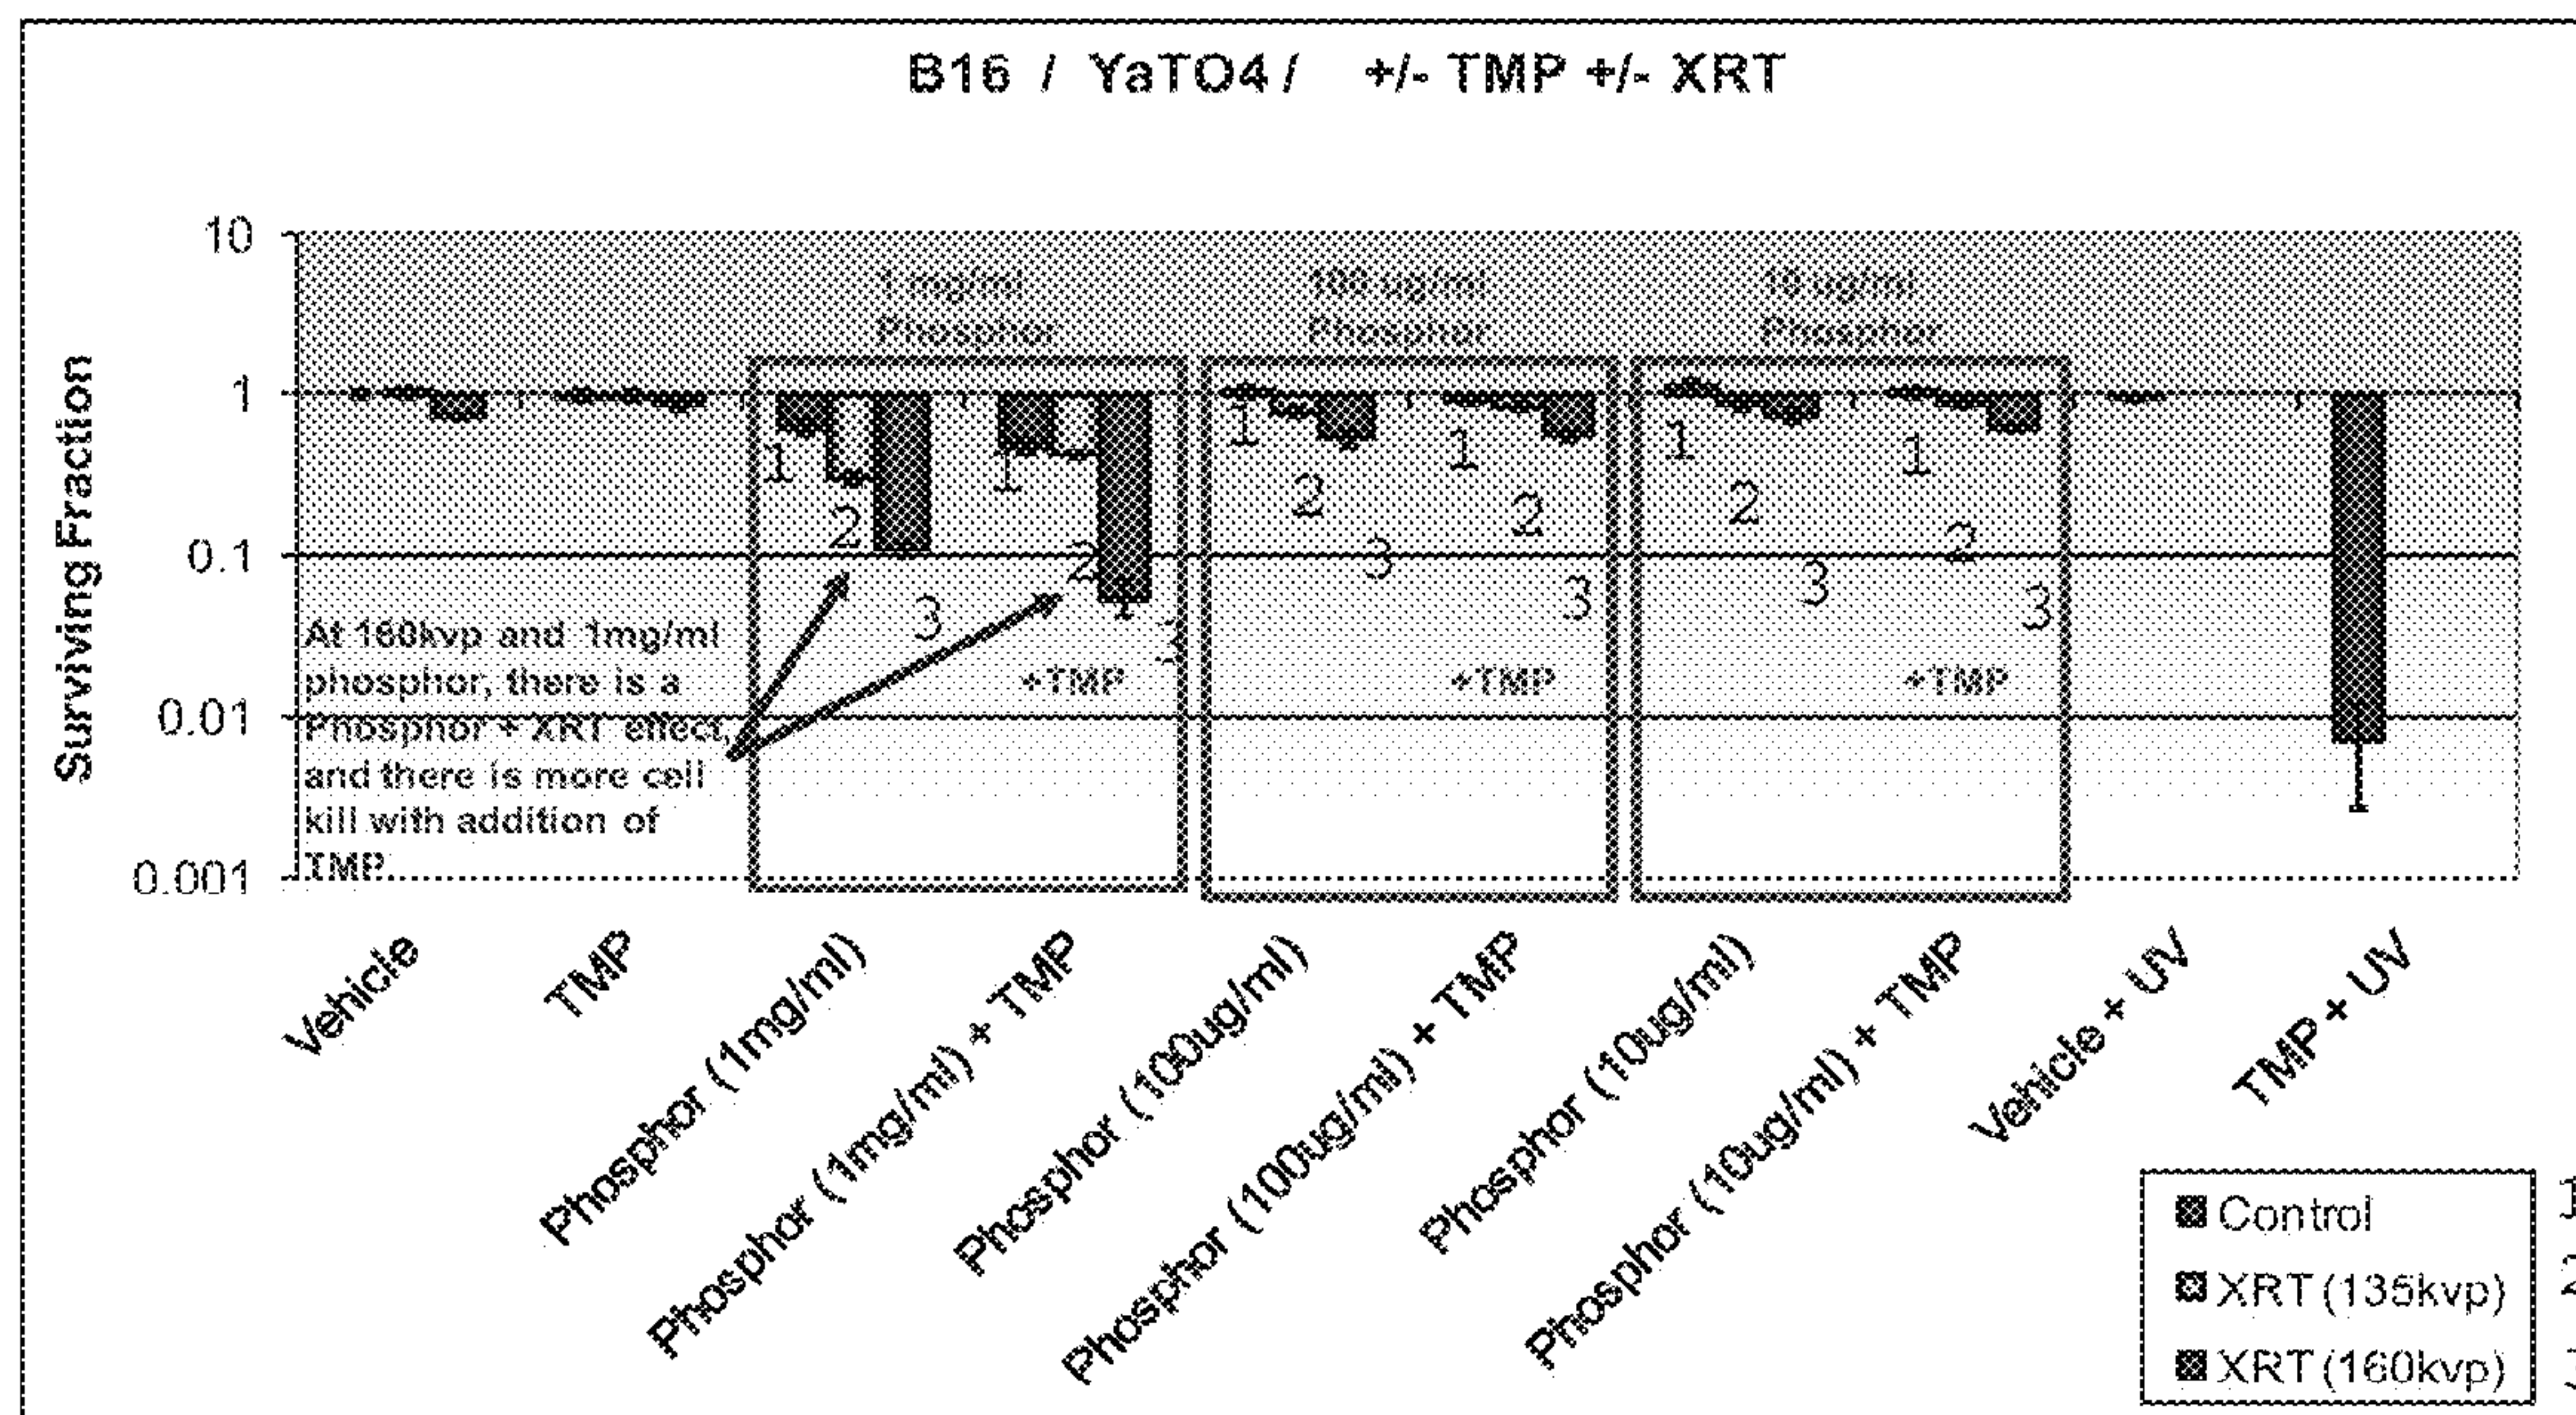 B16 / YaTO4 / +/- TMP +/- XRT
Surviving Fraction
10
1
0.1
0.01
0.001
1 mg/ml
Phosphor
100 ug/ml
Phosphor
10 ug/ml
Phosphor
1
2
3
1
2
3
1
2
3
1
2
3
1
2
3
1
2
3
+TMP
+TMP
+TMP
At 160kvp and 1mg/ml
phosphor, there is a
Phosphor + XRT effect,
and there is more cell
kill with addition of
TMP.
Vehicle
TMP
Phosphor (1mg/ml)
Phosphor (1mg/ml) + TMP
Phosphor (100ug/ml)
Phosphor (100ug/ml) + TMP
Phosphor (10ug/ml)
Phosphor (10ug/ml) + TMP
Vehicle + UV
TMP + UV
Control 1
XRT (135kvp) 2
XRT (160kvp) 3